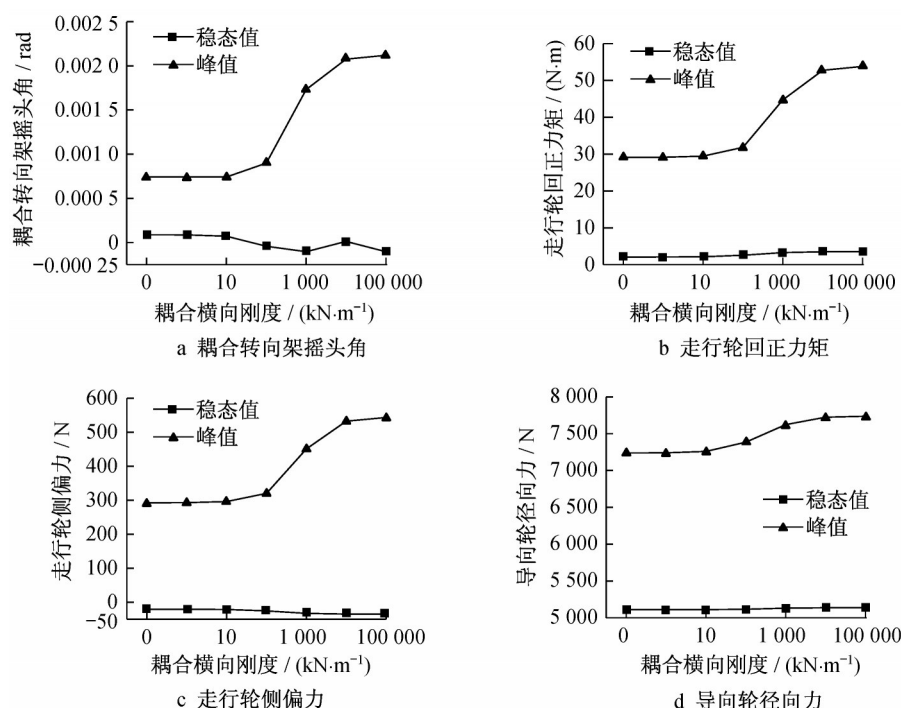 耦合转向架摇头角 / rad
0.002 5
0.002 0
0.001 5
0.001 0
0.000 5
0
−0.000 25
稳态值
峰值
0 10 1 000 100 000
耦合横向刚度 / (kN·m⁻¹)
a 耦合转向架摇头角
走行轮回正力矩 / (N·m)
60
50
40
30
20
10
0
稳态值
峰值
0 10 1 000 100 000
耦合横向刚度 / (kN·m⁻¹)
b 走行轮回正力矩
走行轮侧偏力 / N
600
500
400
300
200
100
0
−50
稳态值
峰值
0 10 1 000 100 000
耦合横向刚度 / (kN·m⁻¹)
c 走行轮侧偏力
导向轮径向力 / N
8 000
7 500
7 000
6 500
6 000
5 500
5 000
稳态值
峰值
0 10 1 000 100 000
耦合横向刚度 / (kN·m⁻¹)
d 导向轮径向力